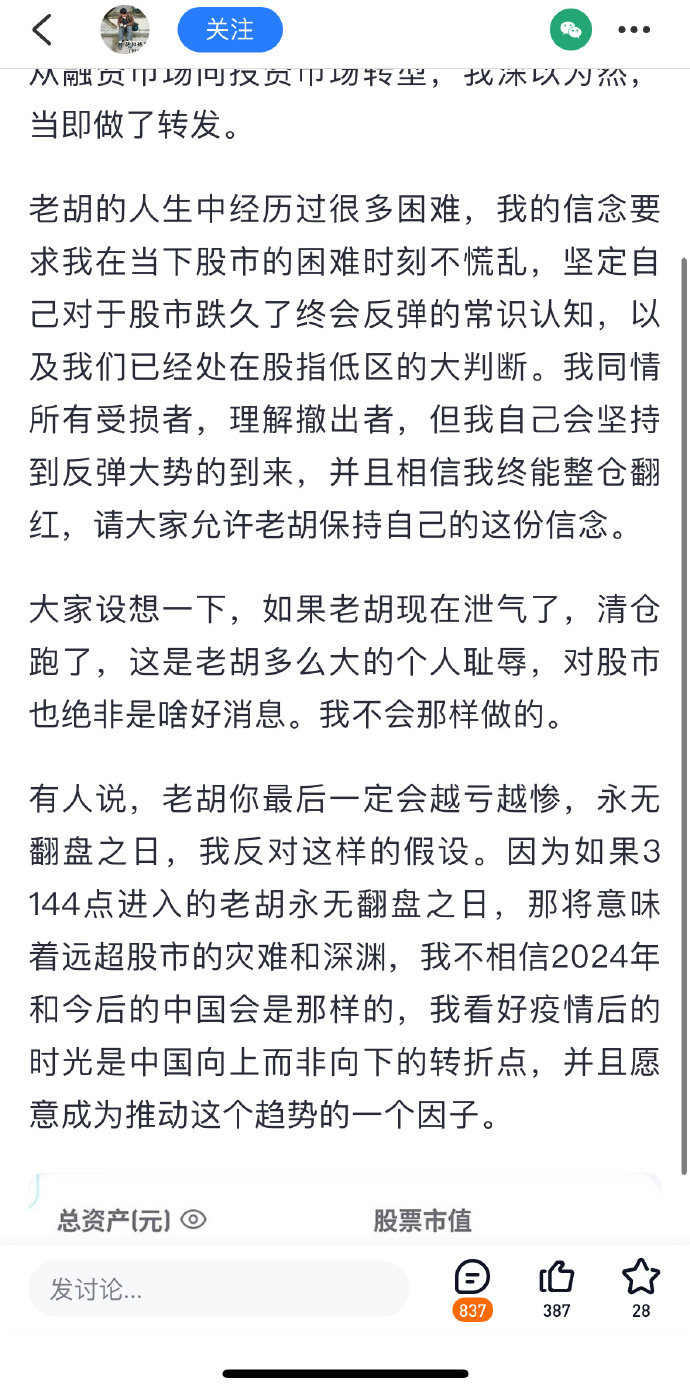 关注
从融资市场向投资市场转型，我深以为然，
当即做了转发。
老胡的人生中经历过很多困难，我的信念要
求我在当下股市的困难时刻不慌乱，坚定自
己对于股市跌久了终会反弹的常识认知，以
及我们已经处在股指低区的大判断。我同情
所有受损者，理解撤出者，但我自己会坚持
到反弹大势的到来，并且相信我终能整仓翻
红，请大家允许老胡保持自己的这份信念。
大家设想一下，如果老胡现在泄气了，清仓
跑了，这是老胡多么大的个人耻辱，对股市
也绝非是啥好消息。我不会那样做的。
有人说，老胡你最后一定会越亏越惨，永无
翻盘之日，我反对这样的假设。因为如果3
144点进入的老胡永无翻盘之日，那将意味
着远超股市的灾难和深渊，我不相信2024年
和今后的中国会是那样的，我看好疫情后的
时光是中国向上而非向下的转折点，并且愿
意成为推动这个趋势的一个因子。
总资产(元) 股票市值
发讨论... 837 387 28